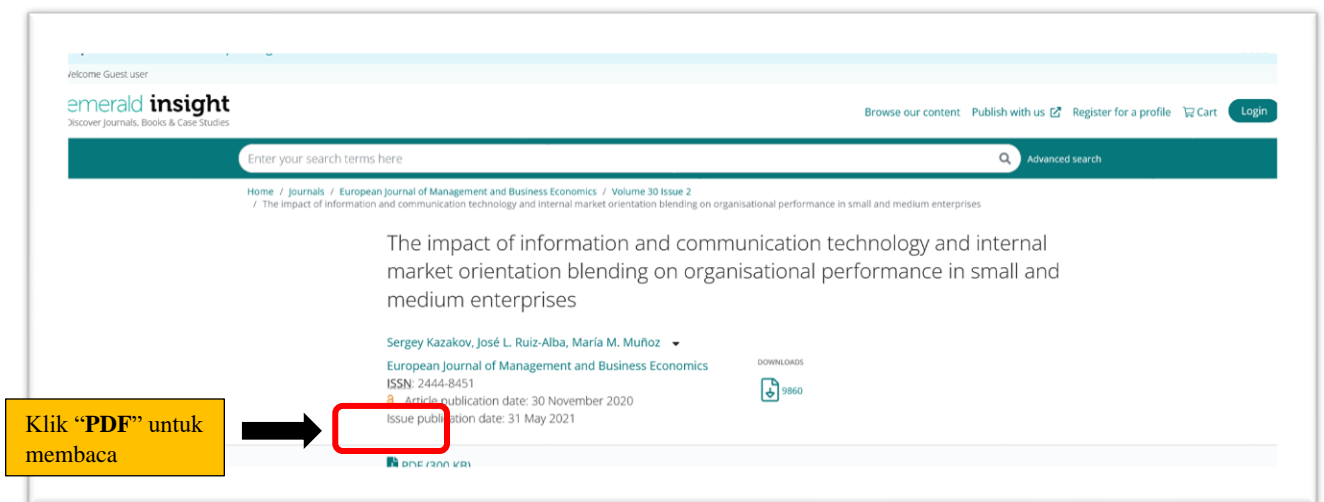 Welcome Guest user
emerald insight
Discover Journals, Books & Case Studies
Browse our content Publish with us Register for a profile Cart Login
Enter your search terms here
Advanced search
Home / Journals / European Journal of Management and Business Economics / Volume 30 Issue 2
/ The impact of information and communication technology and internal market orientation blending on organisational performance in small and medium enterprises
The impact of information and communication technology and internal
market orientation blending on organisational performance in small and
medium enterprises
Sergey Kazakov, José L. Ruiz-Alba, María M. Muñoz
European Journal of Management and Business Economics
ISSN: 2444-8451
Article publication date: 30 November 2020
Issue publication date: 31 May 2021
DOWNLOADS
9860
Klik “PDF” untuk
membaca
PDF (300 KB)